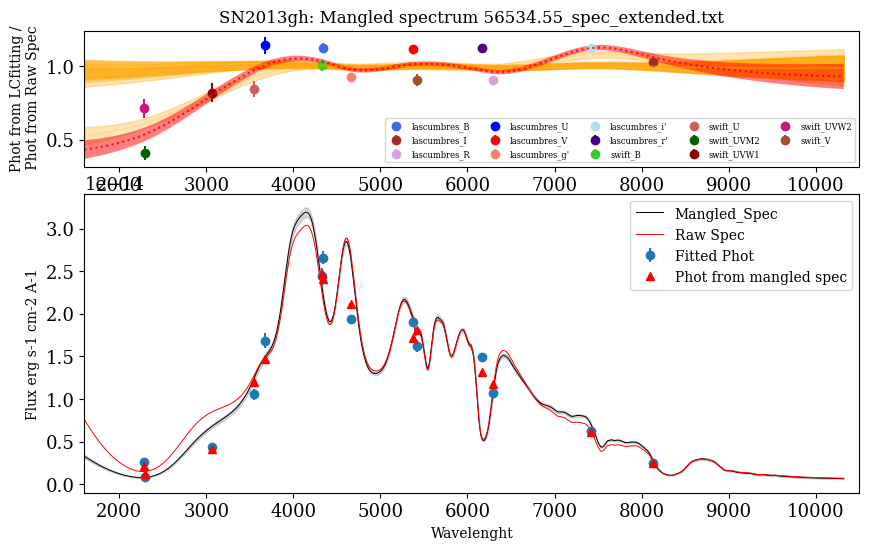 SN2013gh: Mangled spectrum 56534.55_spec_extended.txt
Phot from LCfitting /
Phot from Raw Spec
1.0
0.5
lascumbres_B lascumbres_U lascumbres_i' swift_U swift_UVW2
lascumbres_I lascumbres_V lascumbres_r' swift_UVM2 swift_V
lascumbres_R lascumbres_g' swift_B swift_UVW1
2000 3000 4000 5000 6000 7000 8000 9000 10000
1e−14
Flux erg s-1 cm-2 A-1
3.0
2.5
2.0
1.5
1.0
0.5
0.0
Mangled_Spec
Raw Spec
Fitted Phot
Phot from mangled spec
2000 3000 4000 5000 6000 7000 8000 9000 10000
Wavelenght